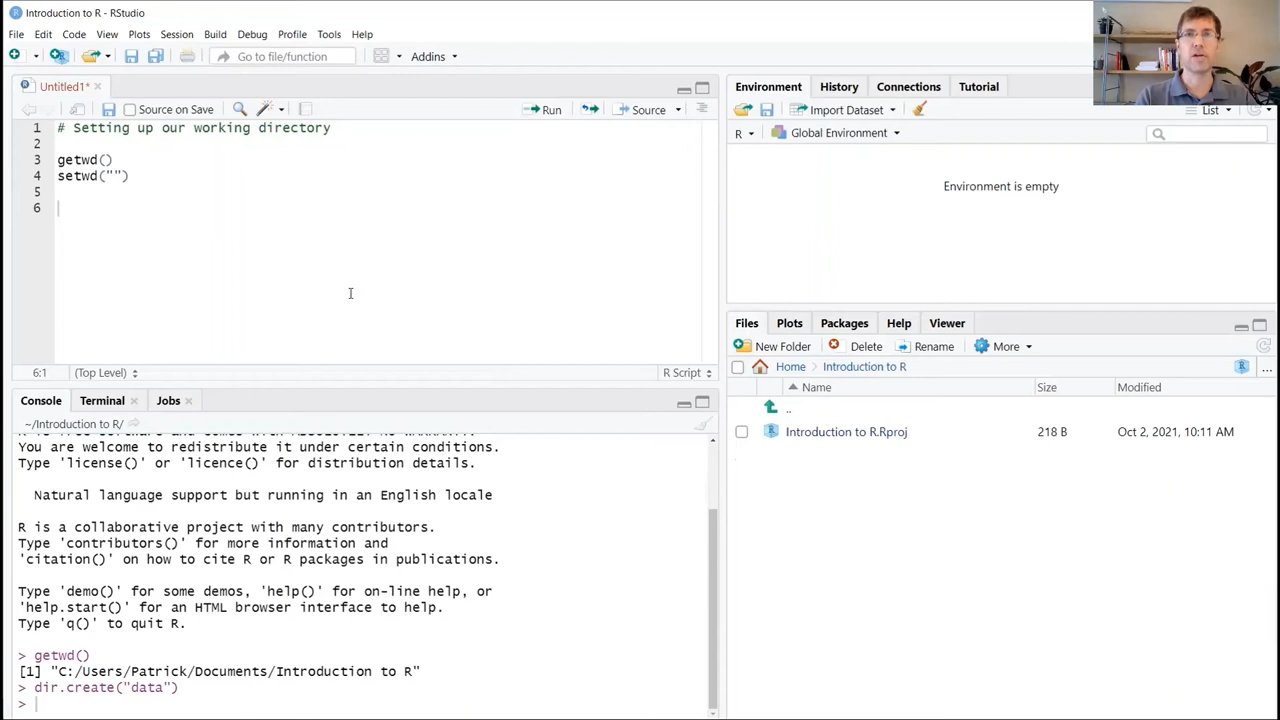 Introduction to R - RStudio
File Edit Code View Plots Session Build Debug Profile Tools Help
Go to file/function Addins
Untitled1*
Source on Save Run Source
1 # Setting up our working directory
2
3 getwd()
4 setwd("")
5
6
6:1 (Top Level) R Script
Console Terminal Jobs
~/Introduction to R/
You are welcome to redistribute it under certain conditions.
Type 'license()' or 'licence()' for distribution details.
Natural language support but running in an English locale
R is a collaborative project with many contributors.
Type 'contributors()' for more information and
'citation()' on how to cite R or R packages in publications.
Type 'demo()' for some demos, 'help()' for on-line help, or
'help.start()' for an HTML browser interface to help.
Type 'q()' to quit R.
> getwd()
[1] "C:/Users/Patrick/Documents/Introduction to R"
> dir.create("data")
>
Environment History Connections Tutorial
Import Dataset List
R Global Environment
Environment is empty
Files Plots Packages Help Viewer
New Folder Delete Rename More
Home Introduction to R ...
Name Size Modified
..
Introduction to R.Rproj 218 B Oct 2, 2021, 10:11 AM